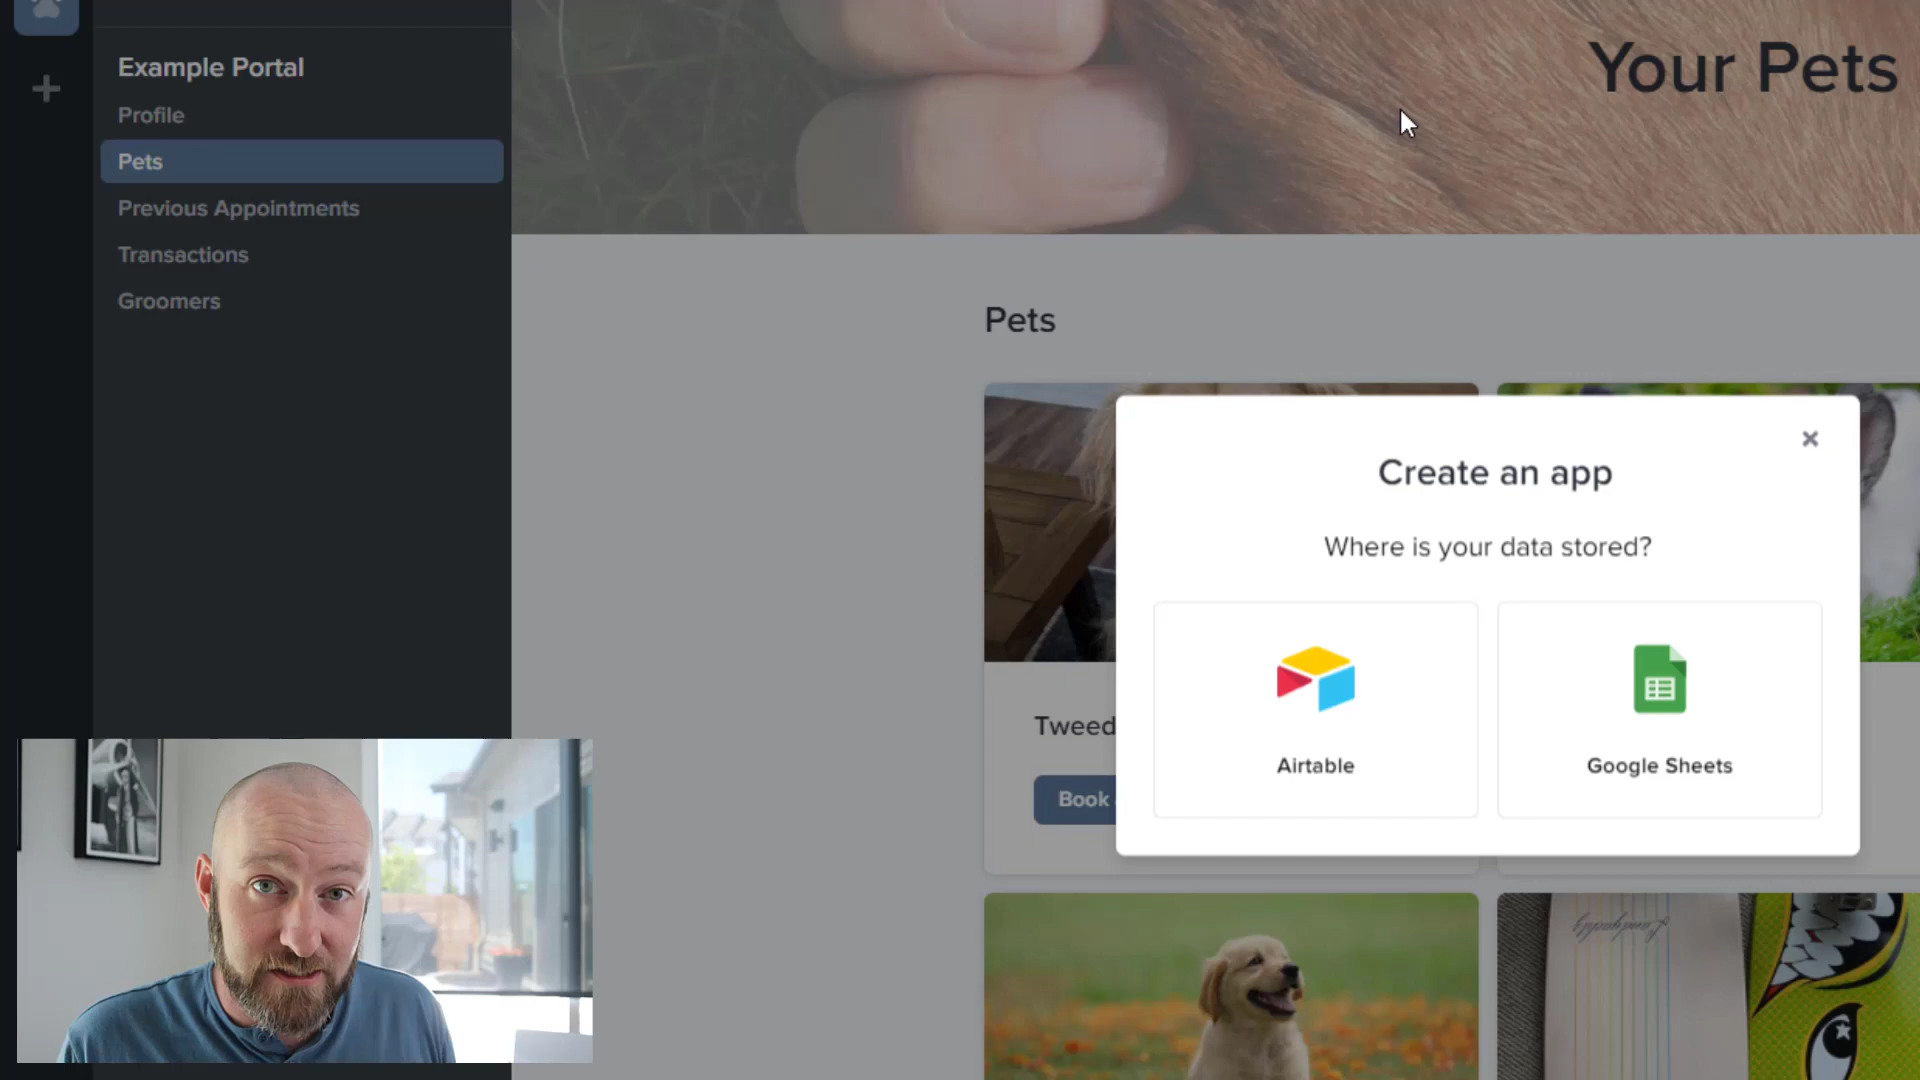 Example Portal
Profile
Pets
Previous Appointments
Transactions
Groomers
Your Pets
Pets
Create an app
Where is your data stored?
Airtable
Google Sheets
Tweed
Book